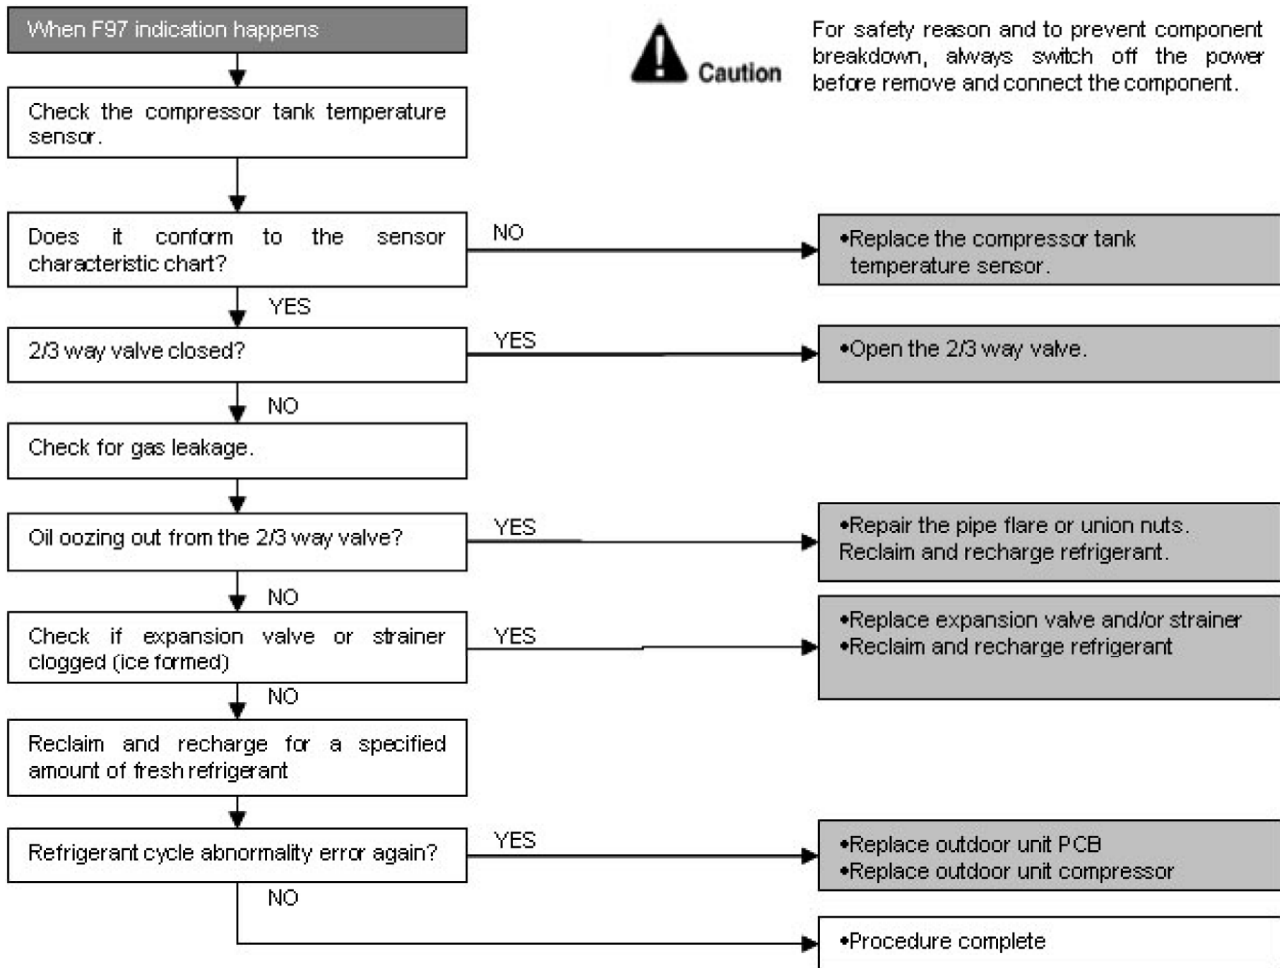 When F97 indication happens
Caution
For safety reason and to prevent component
breakdown, always switch off the power
before remove and connect the component.
Check the compressor tank temperature
sensor.
Does it conform to the sensor
characteristic chart?
NO
•Replace the compressor tank
temperature sensor.
YES
2/3 way valve closed?
YES
•Open the 2/3 way valve.
NO
Check for gas leakage.
Oil oozing out from the 2/3 way valve?
YES
•Repair the pipe flare or union nuts.
Reclaim and recharge refrigerant.
NO
Check if expansion valve or strainer
clogged (ice formed)
YES
•Replace expansion valve and/or strainer
•Reclaim and recharge refrigerant
NO
Reclaim and recharge for a specified
amount of fresh refrigerant
Refrigerant cycle abnormality error again?
YES
•Replace outdoor unit PCB
•Replace outdoor unit compressor
NO
•Procedure complete